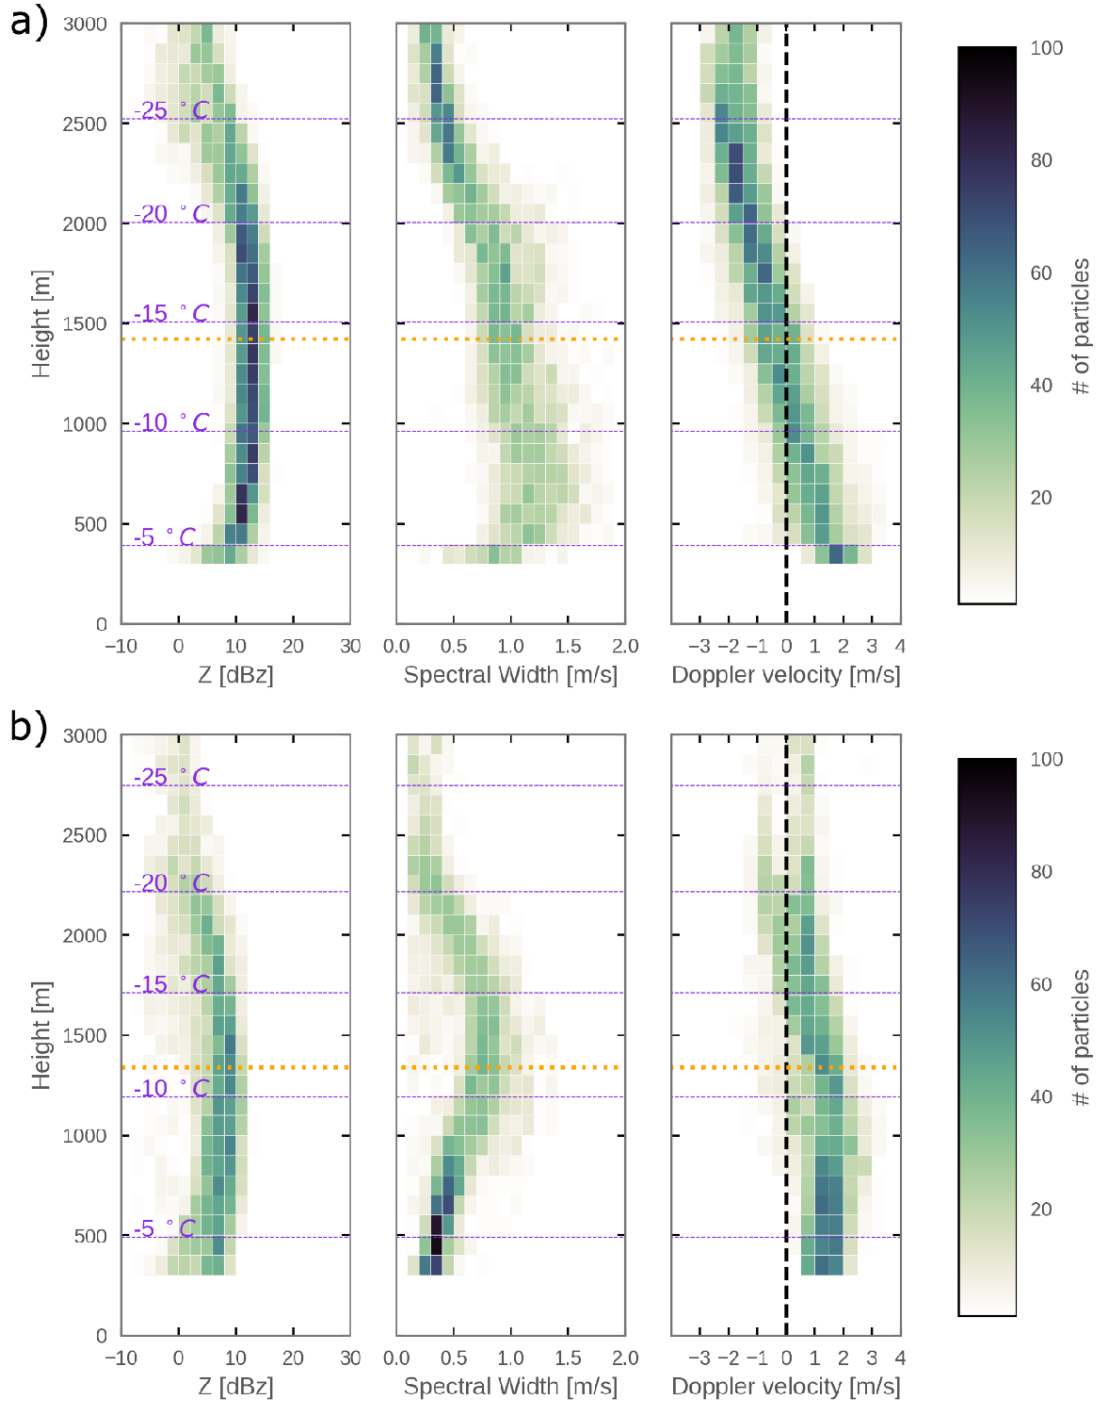 a)
3000
2500
2000
1500
1000
500
0
Height [m]
-25 °C
-20 °C
-15 °C
-10 °C
-5 °C
−10 0 10 20 30
Z [dBz]
0.0 0.5 1.0 1.5 2.0
Spectral Width [m/s]
−3 −2 −1 0 1 2 3 4
Doppler velocity [m/s]
100
80
60
40
20
# of particles
b)
3000
2500
2000
1500
1000
500
0
Height [m]
-25 °C
-20 °C
-15 °C
-10 °C
-5 °C
−10 0 10 20 30
Z [dBz]
0.0 0.5 1.0 1.5 2.0
Spectral Width [m/s]
−3 −2 −1 0 1 2 3 4
Doppler velocity [m/s]
100
80
60
40
20
# of particles